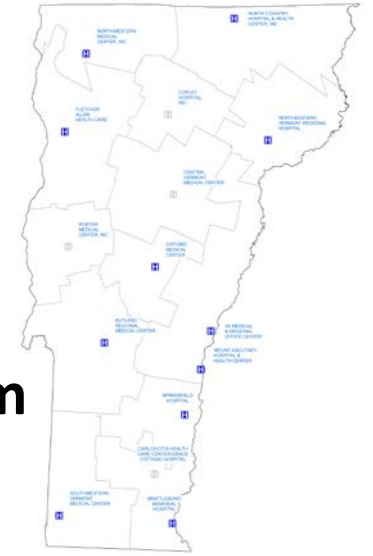 NORTH COUNTRY
HOSPITAL & HEALTH
CENTER, INC.
NORTHWESTERN
MEDICAL
CENTER, INC.
H
H
COPLEY
HOSPITAL,
INC.
H
FLETCHER
ALLEN
HEALTH CARE
H
NORTHEASTERN
VERMONT REGIONAL
HOSPITAL
H
CENTRAL
VERMONT
MEDICAL CENTER
H
PORTER
MEDICAL
CENTER, INC.
H
GIFFORD
MEDICAL
CENTER
H
RUTLAND
REGIONAL
MEDICAL CENTER
H
VA MEDICAL
& REGIONAL
OFFICE CENTER
H
MOUNT ASCUTNEY
HOSPITAL &
HEALTH CENTER
H
m
SPRINGFIELD
HOSPITAL
H
CARLOS OTIS HEALTH
CARE CENTER/GRACE
COTTAGE HOSPITAL
H
SOUTHWESTERN
VERMONT
MEDICAL CENTER
H
BRATTLEBORO
MEMORIAL
HOSPITAL
H